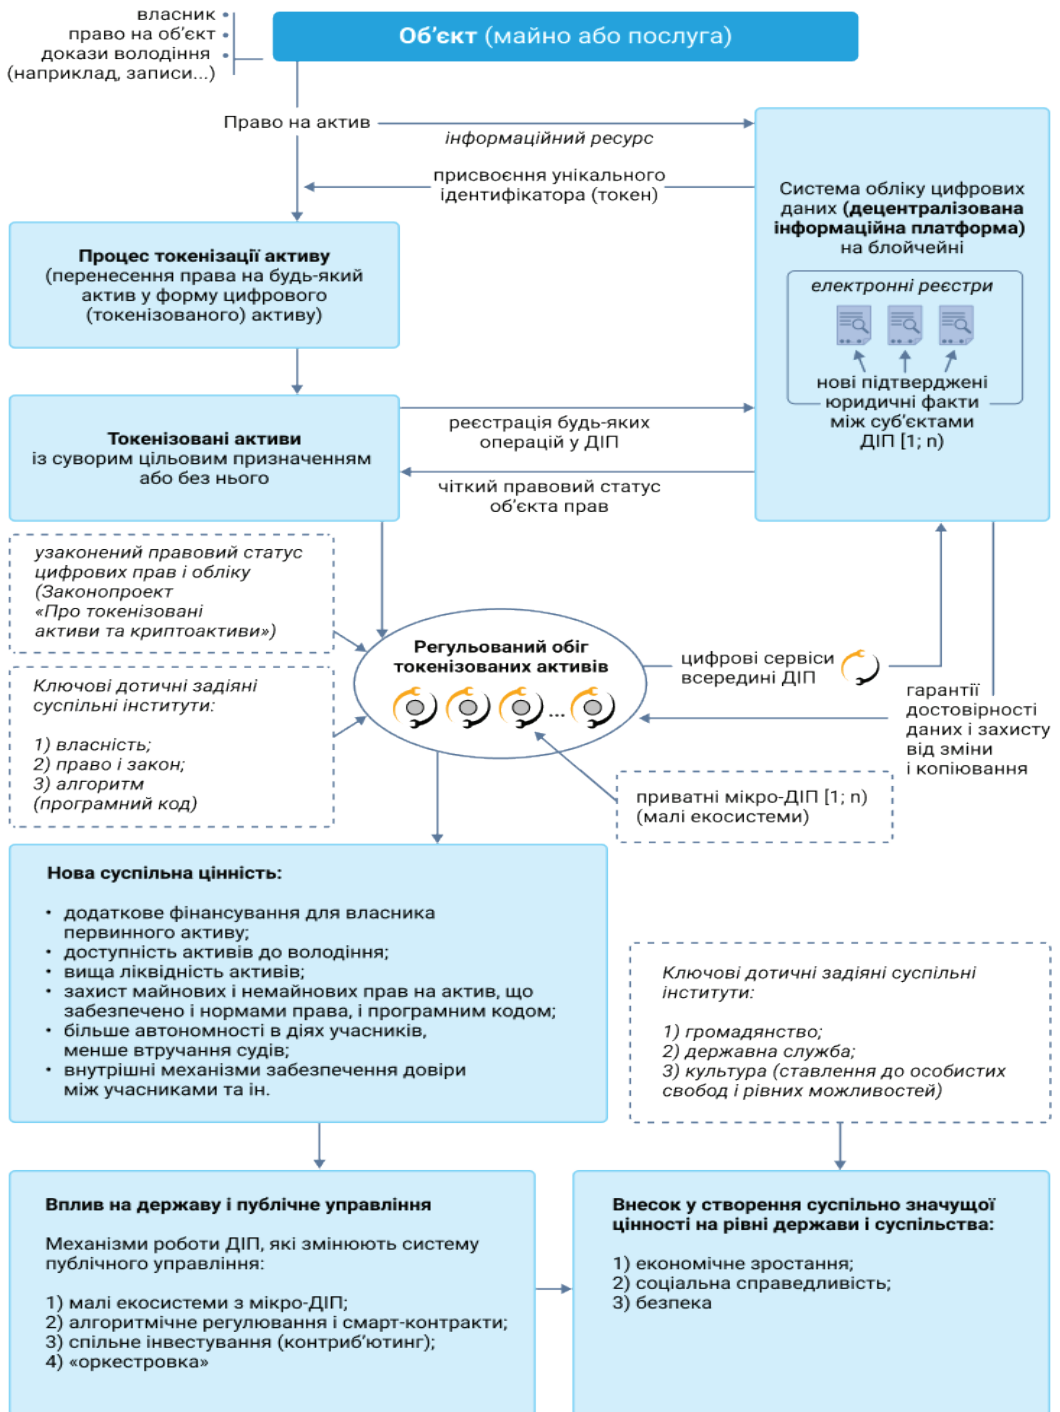 власник •
право на об'єкт •
докази володіння •
(наприклад, записи...)
Об'єкт (майно або послуга)
Право на актив
інформаційний ресурс
присвоєння унікального
ідентифікатора (токен)
Система обліку цифрових
даних (децентралізована
інформаційна платформа)
на блойчейні
електронні реєстри
нові підтверджені
юридичні факти
між суб'єктами
ДІП [1; n)
Процес токенізації активу
(перенесення права на будь-який
актив у форму цифрового
(токенізованого) активу)
Токенізовані активи
із суворим цільовим призначенням
або без нього
реєстрація будь-яких
операцій у ДІП
чіткий правовий статус
об'єкта прав
узаконений правовий статус
цифрових прав і обліку
(Законопроект
«Про токенізовані
активи та криптоактиви»)
Ключові дотичні задіяні
суспільні інститути:
1) власність;
2) право і закон;
3) алгоритм
(програмний код)
Регульований обіг
токенізованих активів
...
цифрові сервіси
всередині ДІП
гарантії
достовірності
даних і захисту
від зміни
і копіювання
приватні мікро-ДІП [1; n)
(малі екосистеми)
Нова суспільна цінність:
• додаткове фінансування для власника
первинного активу;
• доступність активів до володіння;
• вища ліквідність активів;
• захист майнових і немайнових прав на актив, що
забезпечено і нормами права, і програмним кодом;
• більше автономності в діях учасників,
менше втручання судів;
• внутрішні механізми забезпечення довіри
між учасниками та ін.
Ключові дотичні задіяні суспільні
інститути:
1) громадянство;
2) державна служба;
3) культура (ставлення до особистих
свобод і рівних можливостей)
Вплив на державу і публічне управління
Механізми роботи ДІП, які змінюють систему
публічного управління:
1) малі екосистеми з мікро-ДІП;
2) алгоритмічне регулювання і смарт-контракти;
3) спільне інвестування (контриб'ютинг);
4) «оркестровка»
Внесок у створення суспільно значущої
цінності на рівні держави і суспільства:
1) економічне зростання;
2) соціальна справедливість;
3) безпека